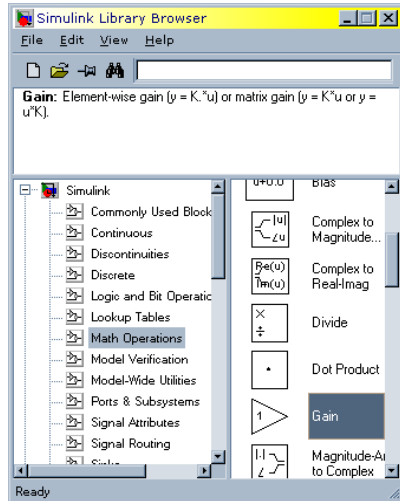 Simulink Library Browser
File Edit View Help
Gain: Element-wise gain (y = K.*u) or matrix gain (y = K*u or y =
u*K).
Simulink
Commonly Used Block
Continuous
Discontinuities
Discrete
Logic and Bit Operatic
Lookup Tables
Math Operations
Model Verification
Model-Wide Utilities
Ports & Subsystems
Signal Attributes
Signal Routing
Sinks
u+0.0 Bias
|u|
∠u
Complex to
Magnitude...
Re(u)
Im(u)
Complex to
Real-Imag
×
÷
Divide
Dot Product
1 Gain
|.|
∠
Magnitude-A
to Complex
Ready